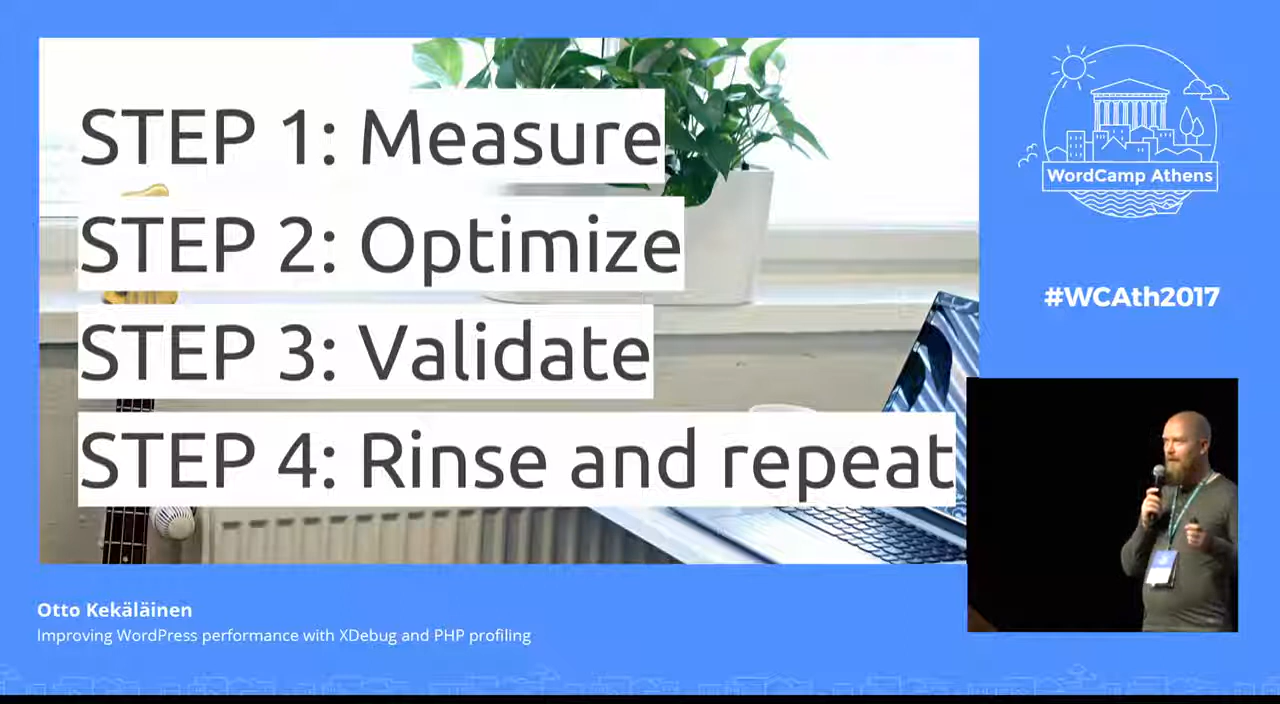 STEP 1: Measure
STEP 2: Optimize
STEP 3: Validate
STEP 4: Rinse and repeat
WordCamp Athens
#WCAth2017
Otto Kekäläinen
Improving WordPress performance with XDebug and PHP profiling